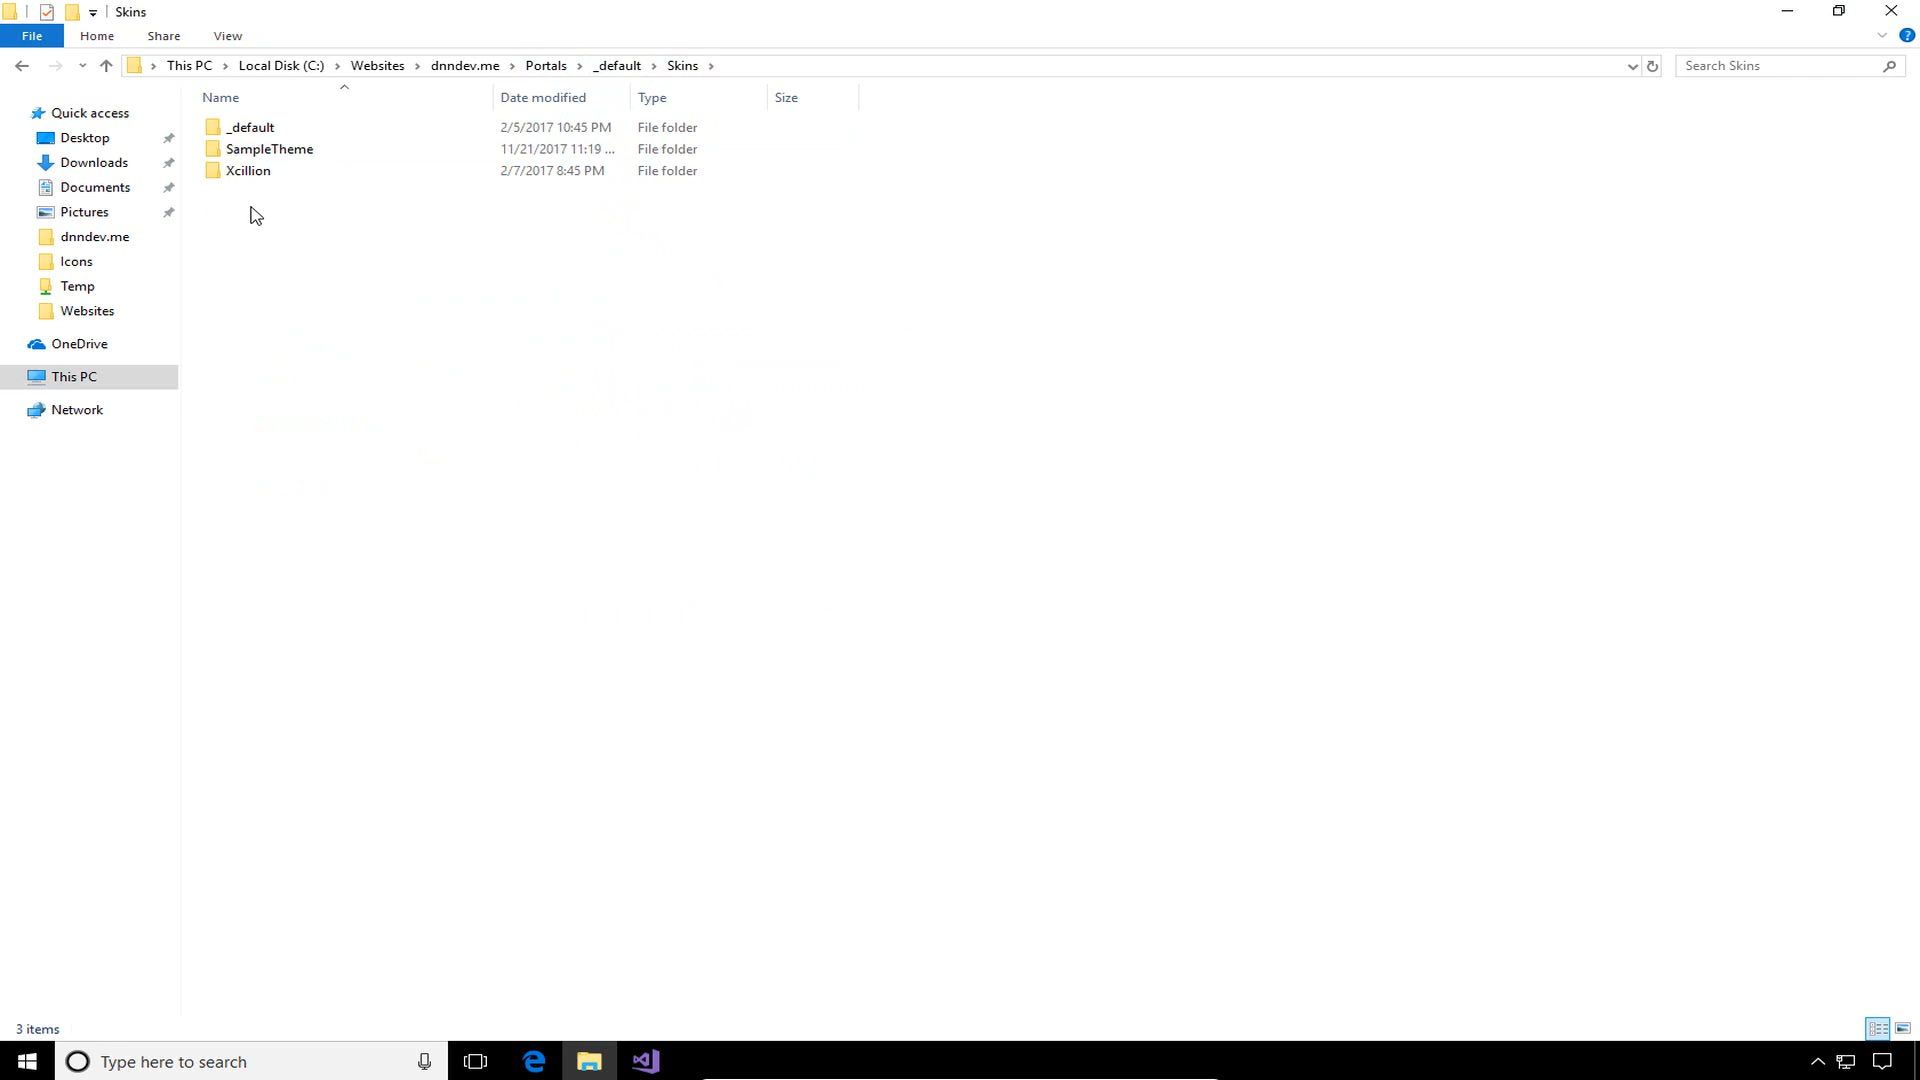 Skins
File Home Share View
This PC Local Disk (C:) Websites dnndev.me Portals _default Skins
Search Skins
Name Date modified Type Size
_default 2/5/2017 10:45 PM File folder
SampleTheme 11/21/2017 11:19 ... File folder
Xcillion 2/7/2017 8:45 PM File folder
Quick access
Desktop
Downloads
Documents
Pictures
dnndev.me
Icons
Temp
Websites
OneDrive
This PC
Network
3 items
Type here to search